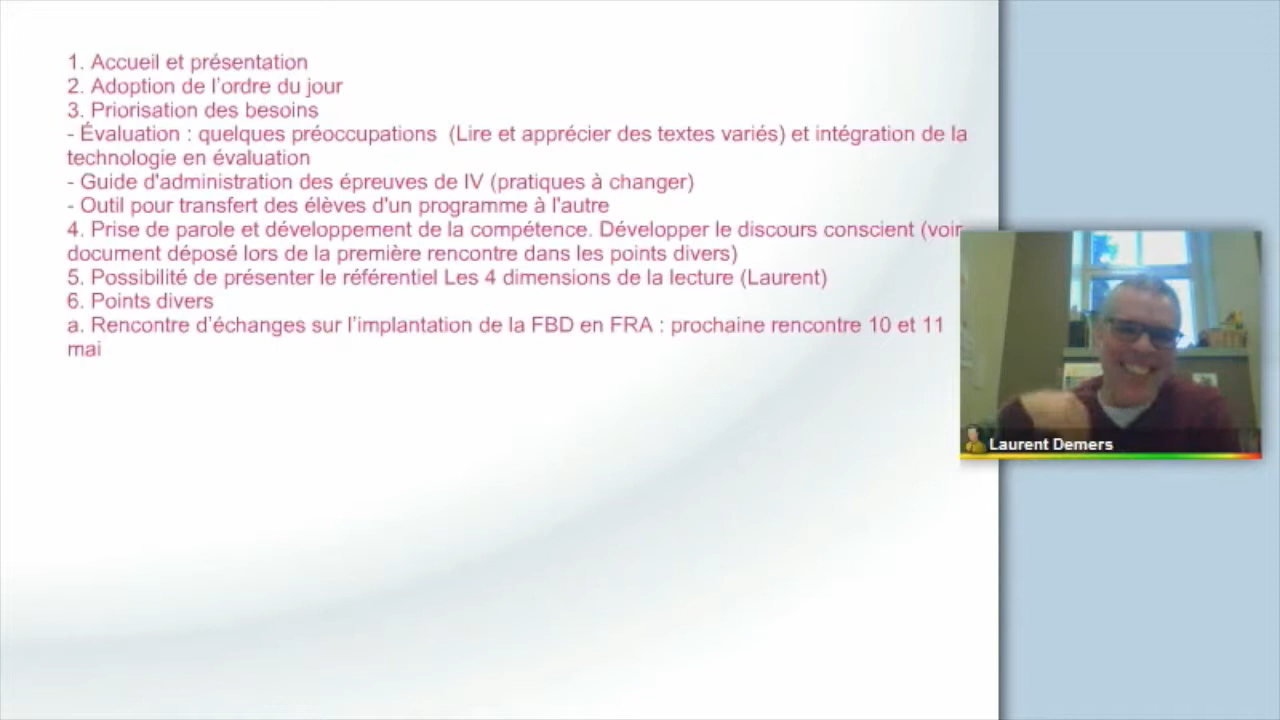 1. Accueil et présentation
2. Adoption de l’ordre du jour
3. Priorisation des besoins
- Évaluation : quelques préoccupations  (Lire et apprécier des textes variés) et intégration de la
technologie en évaluation
- Guide d'administration des épreuves de IV (pratiques à changer)
- Outil pour transfert des élèves d'un programme à l'autre
4. Prise de parole et développement de la compétence. Développer le discours conscient (voir
document déposé lors de la première rencontre dans les points divers)
5. Possibilité de présenter le référentiel Les 4 dimensions de la lecture (Laurent)
6. Points divers
a. Rencontre d’échanges sur l’implantation de la FBD en FRA : prochaine rencontre 10 et 11
mai
Laurent Demers